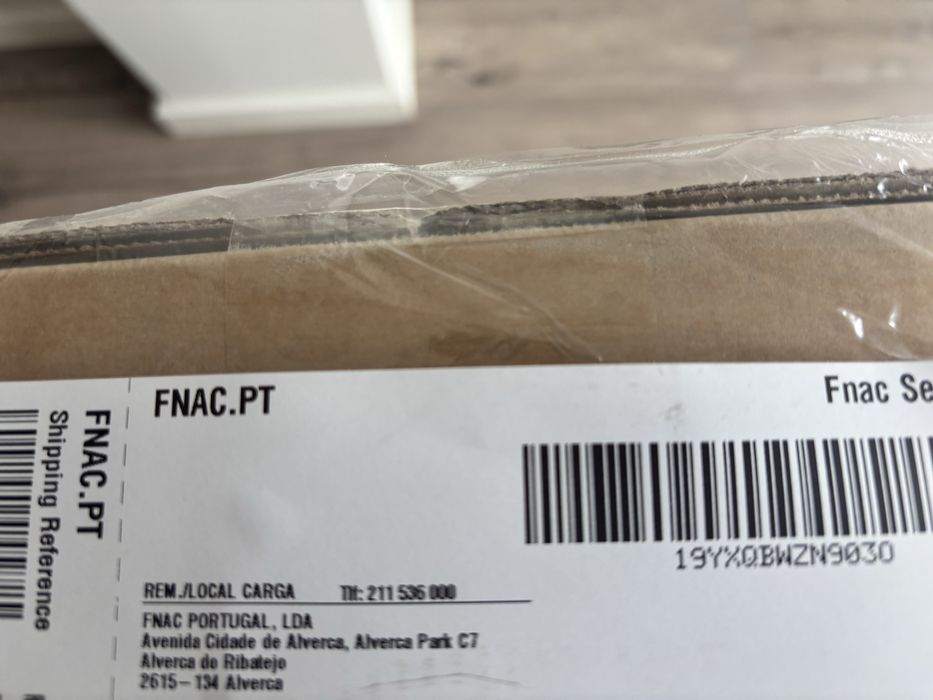 FNAC.PT
Shipping Reference
FNAC.PT
Fnac Se
19YXQBWZN9030
REM./LOCAL CARGA Tlf: 211 536 000
FNAC PORTUGAL, LDA
Avenida Cidade de Alverca, Alverca Park C7
Alverca do Ribatejo
2615-134 Alverca